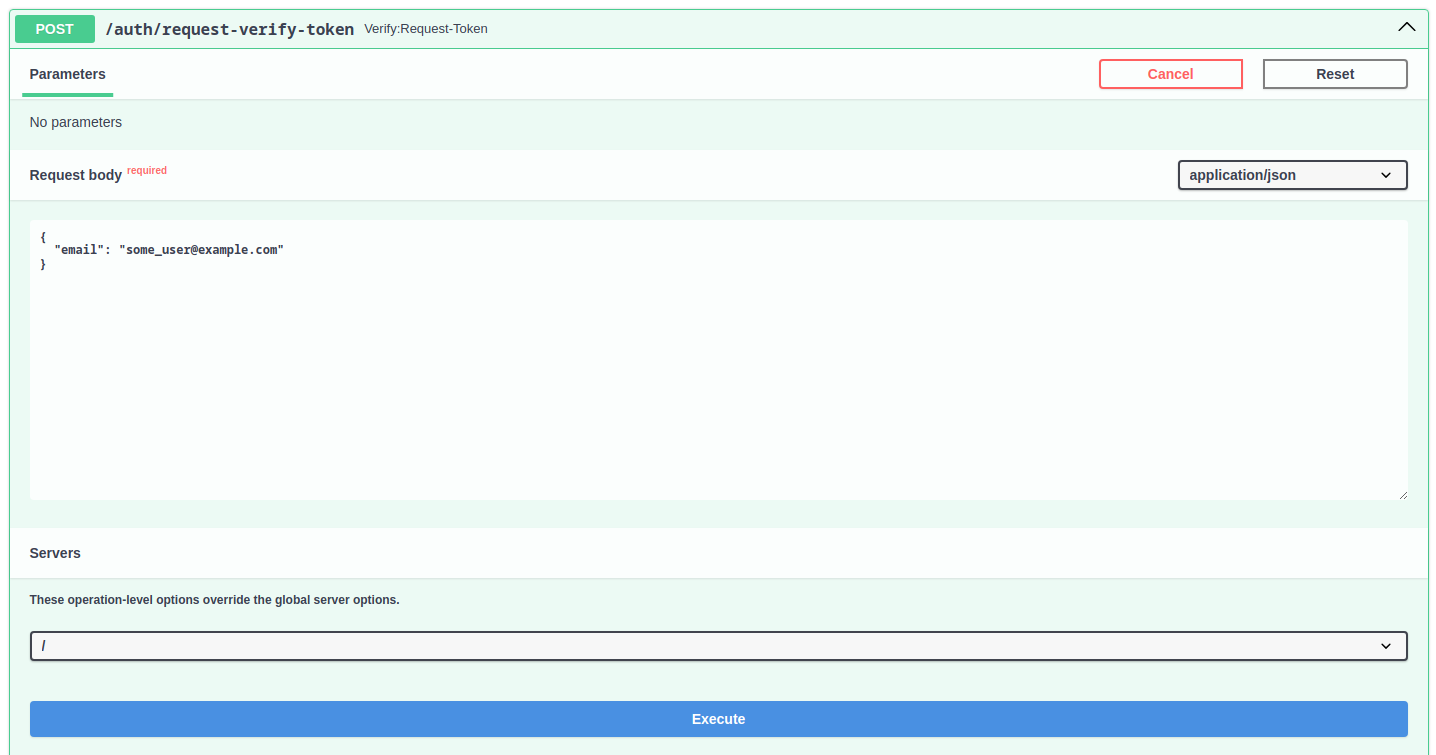 POST /auth/request-verify-token Verify:Request-Token
Parameters
Cancel
Reset
No parameters
Request body required
application/json
{
  "email": "some_user@example.com"
}
Servers
These operation-level options override the global server options.
/
Execute